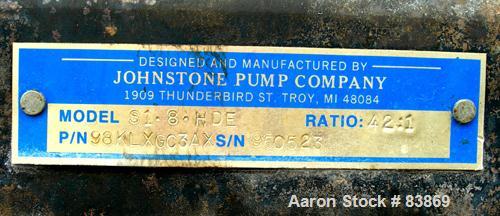 DESIGNED AND MANUFACTURED BY
JOHNSTONE PUMP COMPANY
1909 THUNDERBIRD ST. TROY, MI 48084
MODEL S1·8·HDE RATIO: 42:1
P/N 98KLXGC3AX S/N
Aaron Stock # 83869